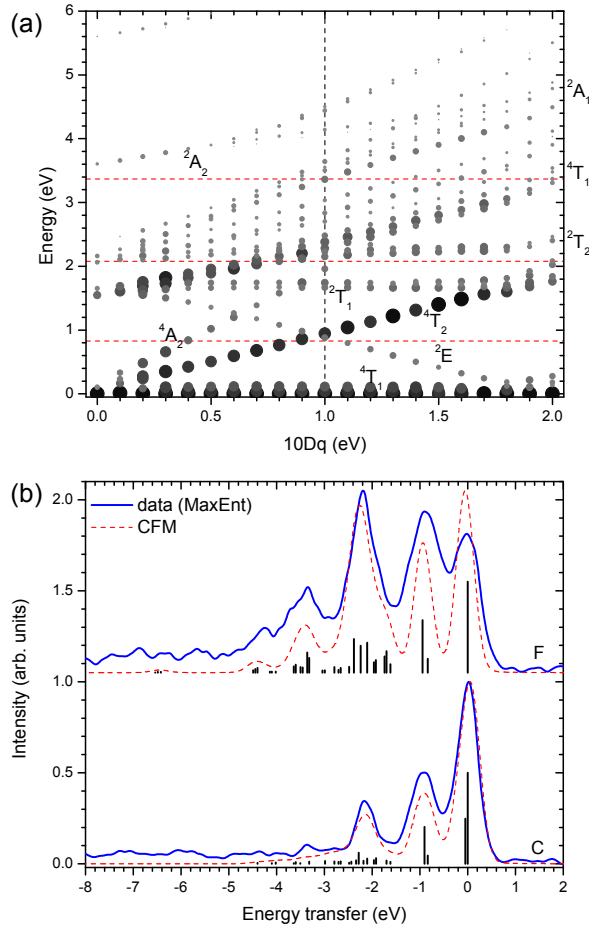 (a)
6
5
4
3
2
1
0
Energy (eV)
²A₂
²A₁
⁴T₁
²T₂
²T₁
⁴A₂
⁴T₂
²E
⁴T₁
0.0 0.5 1.0 1.5 2.0
10Dq (eV)
(b)
2.0
1.5
1.0
0.5
0.0
Intensity (arb. units)
data (MaxEnt)
CFM
F
C
-8 -7 -6 -5 -4 -3 -2 -1 0 1 2
Energy transfer (eV)